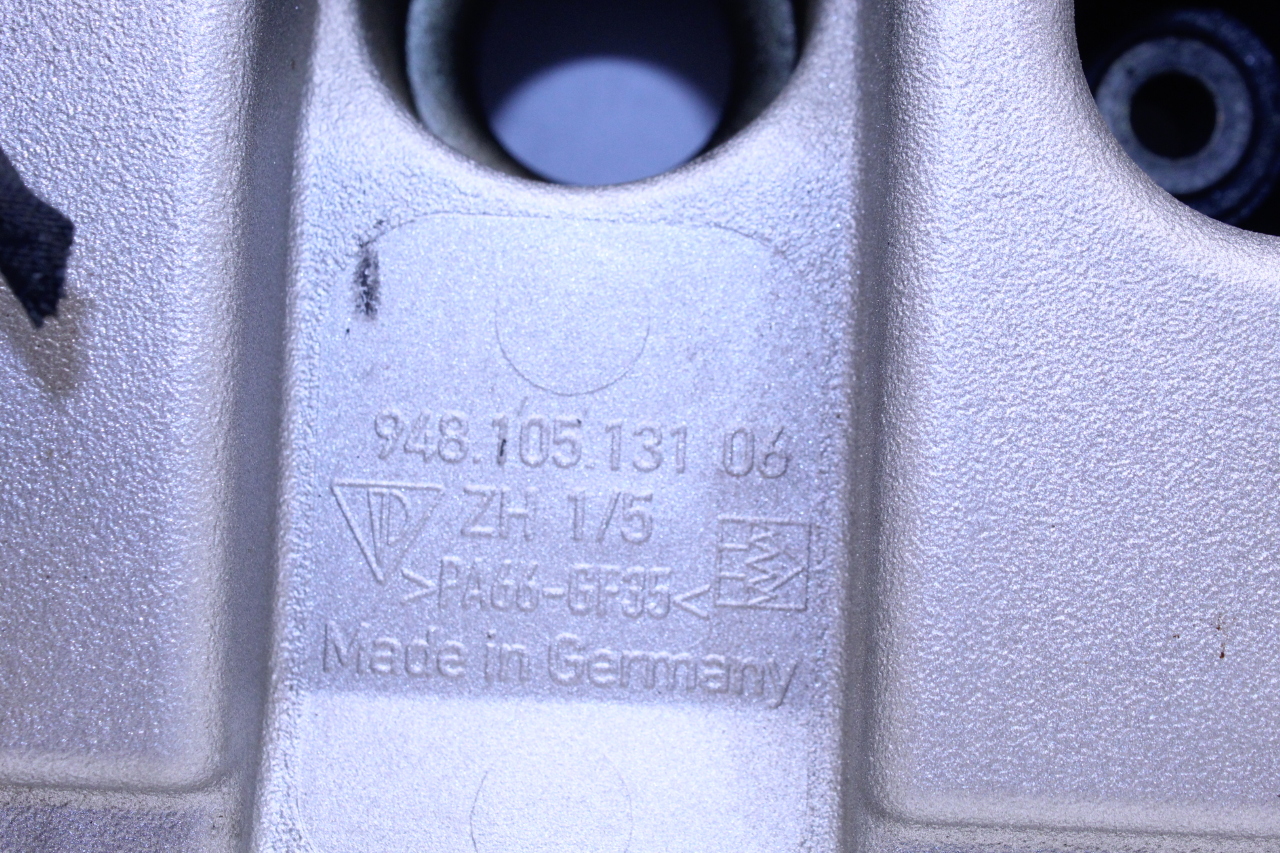 948.105.131 06
ZH 1/5
>PA66-GF35<
Made in Germany